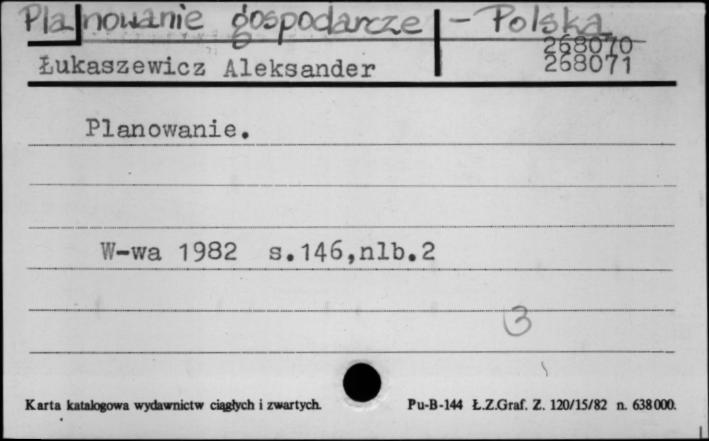 Planowanie gospodarcze - Polska
268070
Łukaszewicz Aleksander 268071
Planowanie.
W-wa 1982 s.146,nlb.2
3
Karta katalogowa wydawnictw ciągłych i zwartych. Pu-B-144 Ł.Z.Graf. Z. 120/15/82 n. 638000.